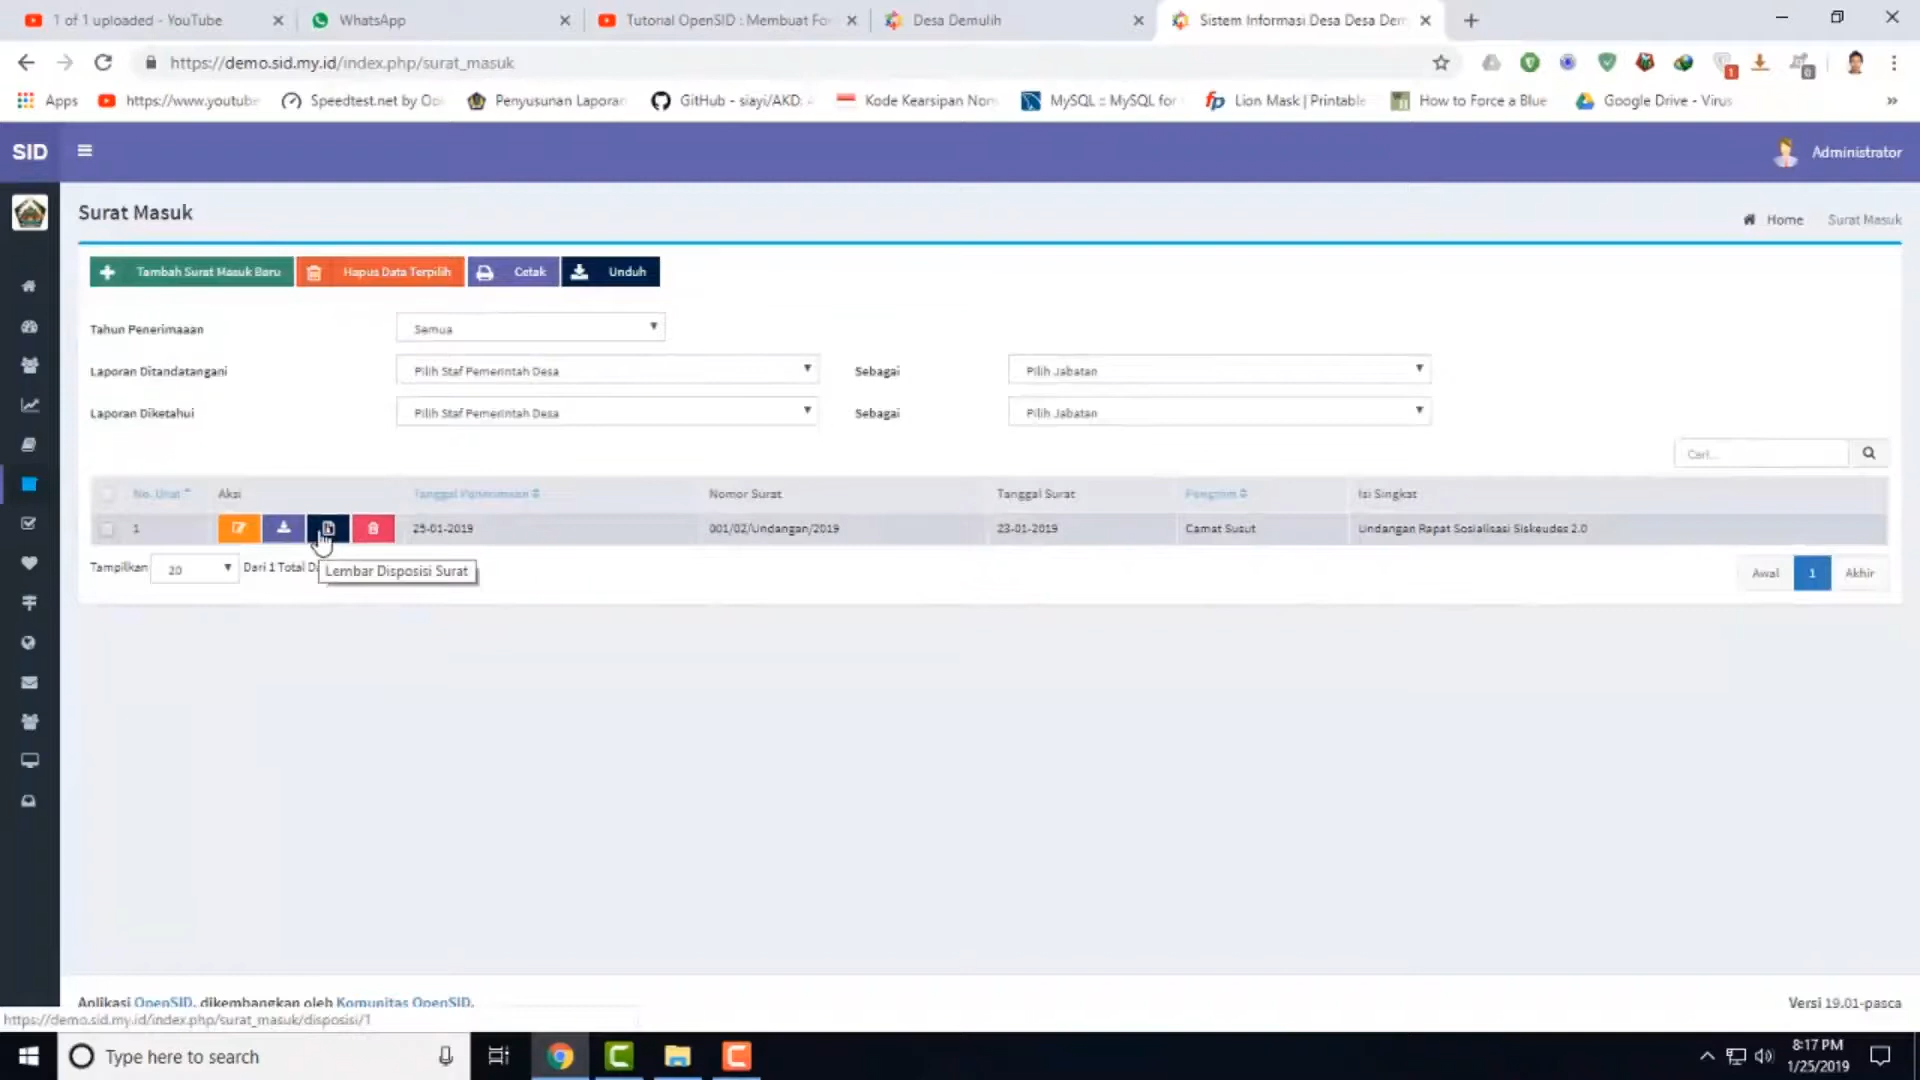 1 of 1 uploaded - YouTube
WhatsApp
Tutorial OpenSID : Membuat Fo
Desa Demulih
Sistem Informasi Desa Desa Dem
https://demo.sid.my.id/index.php/surat_masuk
Apps
https://www.youtube
Speedtest.net by Oo
Penyusunan Laporan
GitHub - siayi/AKD:
Kode Kearsipan Nom
MySQL :: MySQL for
Lion Mask | Printable
How to Force a Blue
Google Drive - Virus
SID
Administrator
Surat Masuk
Home
Surat Masuk
Tambah Surat Masuk Baru
Hapus Data Terpilih
Cetak
Unduh
Tahun Penerimaaan
Semua
Laporan Ditandatangani
Pilih Staf Pemerintah Desa
Sebagai
Pilih Jabatan
Laporan Diketahui
Pilih Staf Pemerintah Desa
Sebagai
Pilih Jabatan
Cari...
No. Urut
Aksi
Tanggal Penerimaan
Nomor Surat
Tanggal Surat
Pengirim
Isi Singkat
1
25-01-2019
001/02/Undangan/2019
23-01-2019
Camat Susut
Undangan Rapat Sosialisasi Siskeudes 2.0
Tampilkan
20
Dari 1 Total D
Lembar Disposisi Surat
Awal
1
Akhir
Aplikasi OpenSID, dikembangkan oleh Komunitas OpenSID.
Versi 19.01-pasca
https://demo.sid.my.id/index.php/surat_masuk/disposisi/1
Type here to search
8:17 PM
1/25/2019